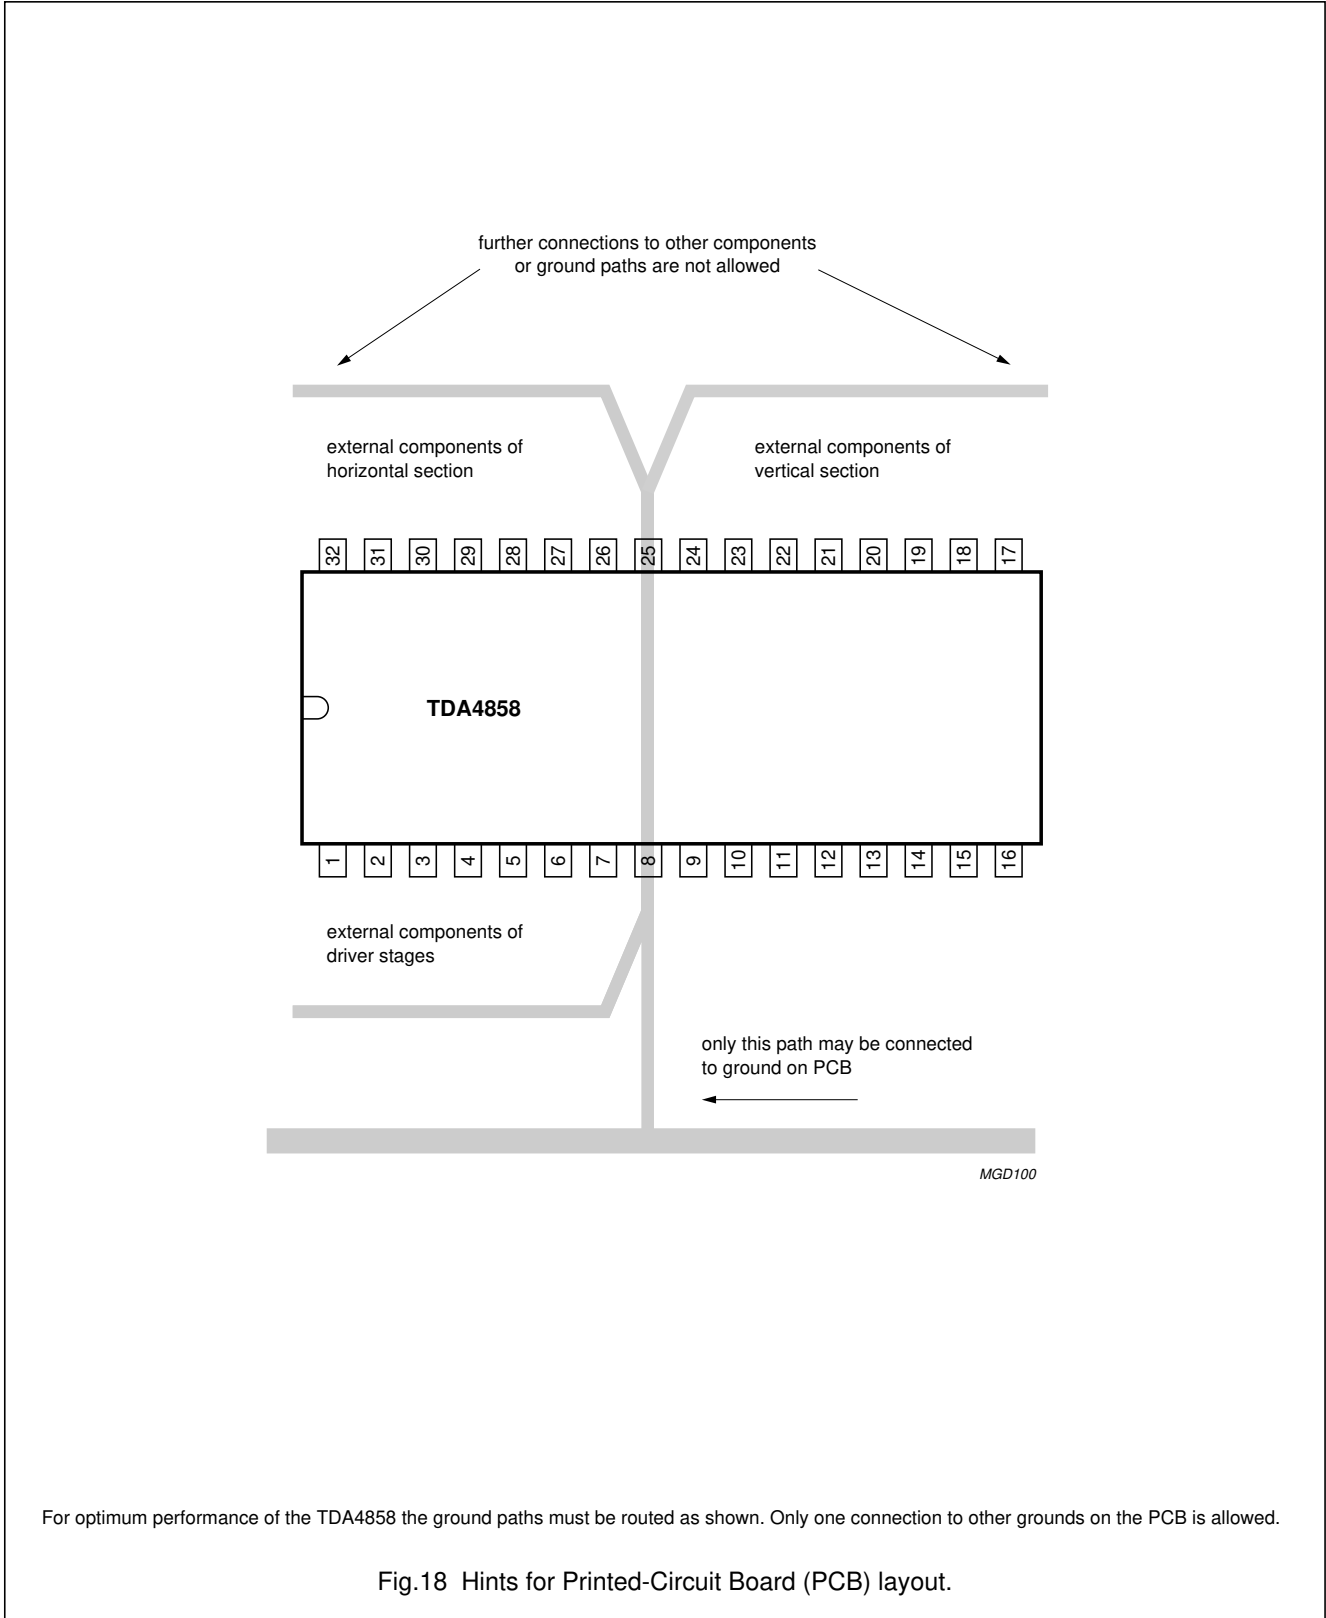 further connections to other components
or ground paths are not allowed
external components of
horizontal section
external components of
vertical section
32 31 30 29 28 27 26 25 24 23 22 21 20 19 18 17
TDA4858
1 2 3 4 5 6 7 8 9 10 11 12 13 14 15 16
external components of
driver stages
only this path may be connected
to ground on PCB
MGD100
For optimum performance of the TDA4858 the ground paths must be routed as shown. Only one connection to other grounds on the PCB is allowed.
Fig.18 Hints for Printed-Circuit Board (PCB) layout.